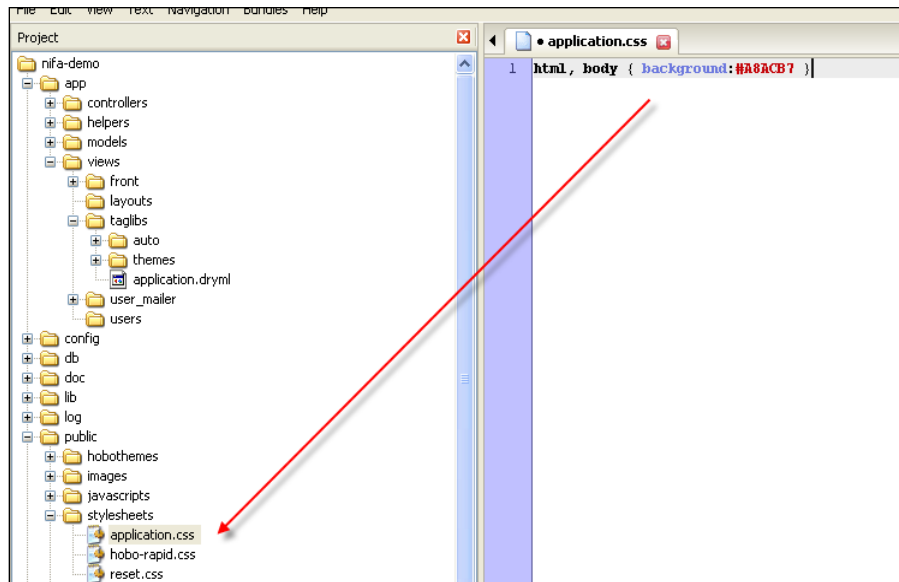 File Edit View Text Navigation Bundles Help
Project
nifa-demo
app
controllers
helpers
models
views
front
layouts
taglibs
auto
themes
application.dryml
user_mailer
users
config
db
doc
lib
log
public
hobothemes
images
javascripts
stylesheets
application.css
hobo-rapid.css
reset.css
• application.css
1 html, body { background:#A8ACB7 }